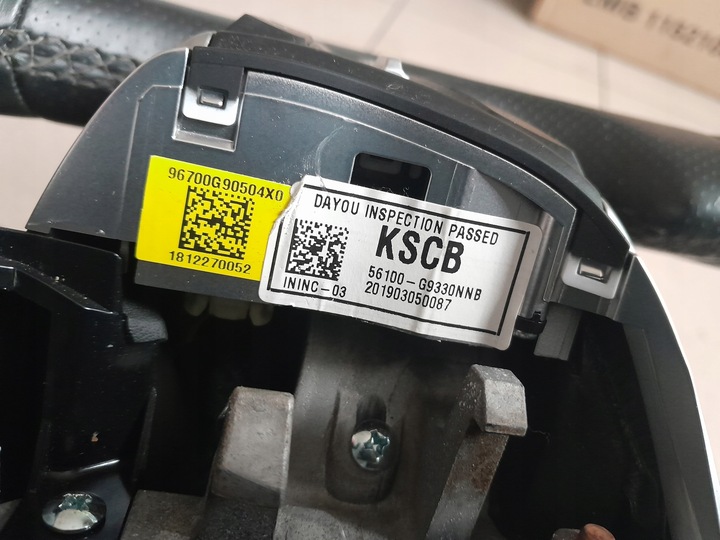 96700G90504X0
1812270052
DAYOU INSPECTION PASSED
KSCB
56100-G9330NNB
ININC-03
201903050087